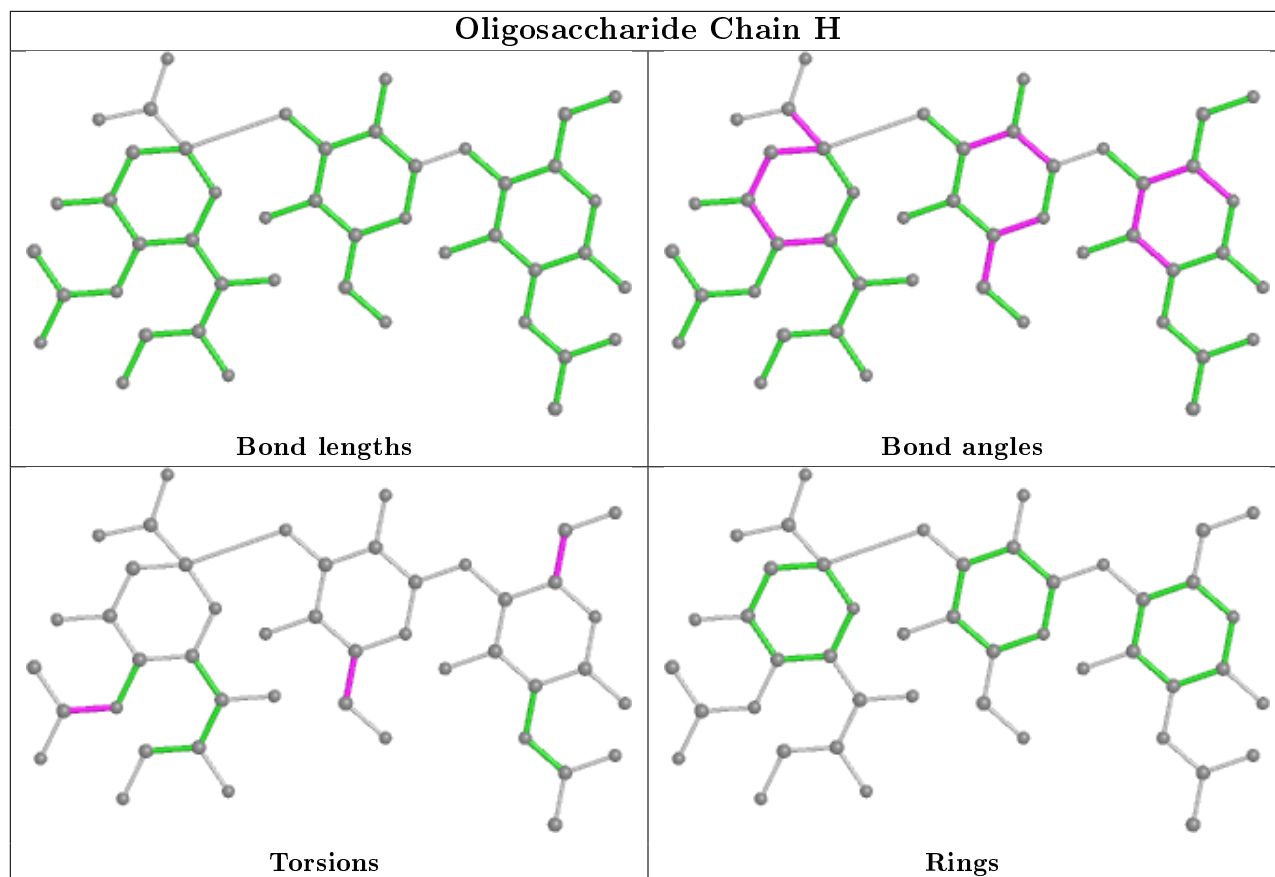 Oligosaccharide Chain H
Bond lengths
Bond angles
Torsions
Rings